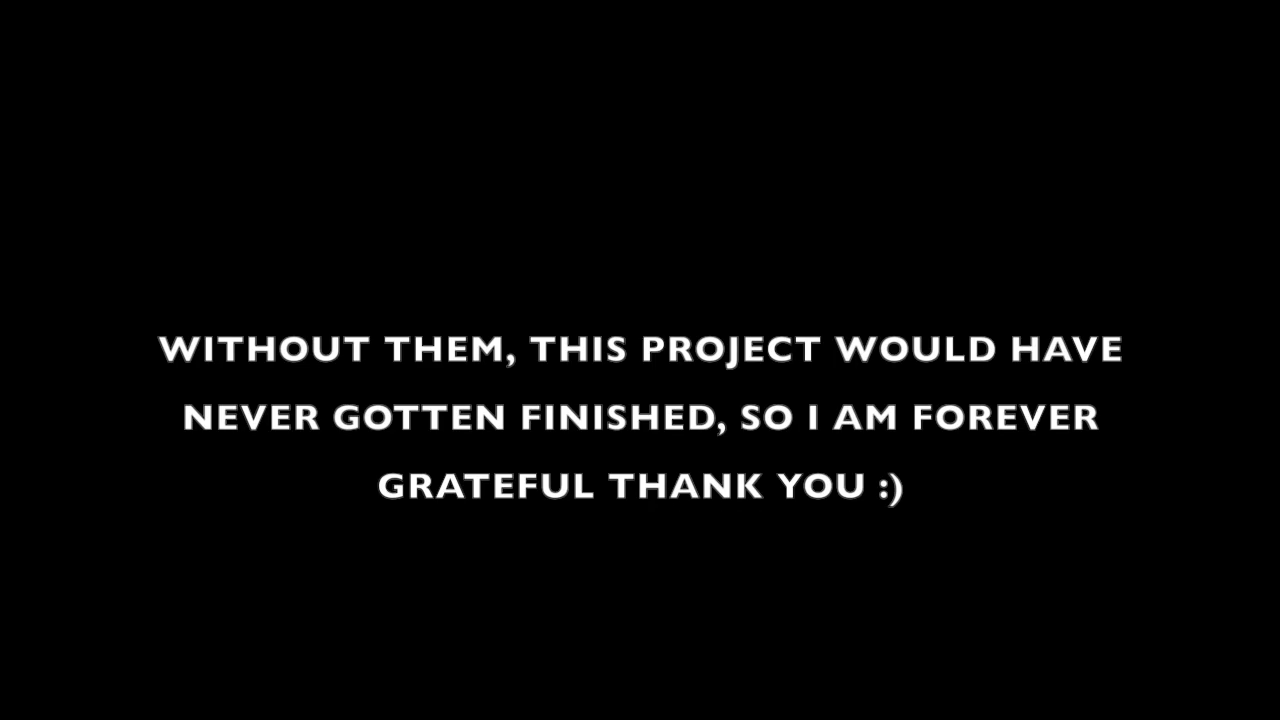 WITHOUT THEM, THIS PROJECT WOULD HAVE
NEVER GOTTEN FINISHED, SO I AM FOREVER
GRATEFUL THANK YOU :)